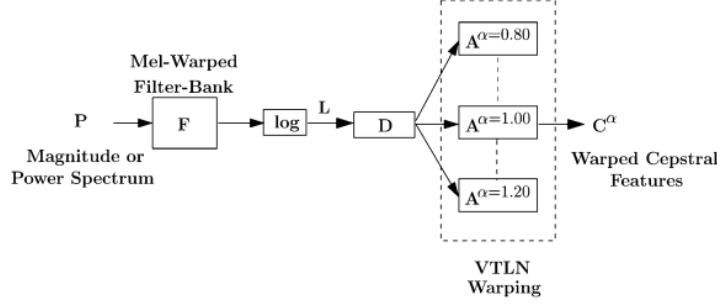 Mel-Warped
Filter-Bank
P
F
log
L
D
A^α=0.80
A^α=1.00
A^α=1.20
C^α
Magnitude or
Power Spectrum
Warped Cepstral
Features
VTLN
Warping